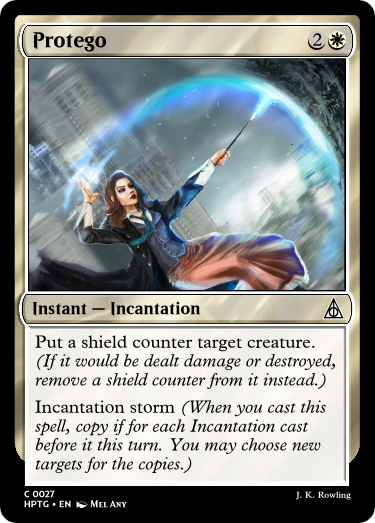 Protego 2
Instant — Incantation
Put a shield counter target creature.
(If it would be dealt damage or destroyed,
remove a shield counter from it instead.)
Incantation storm (When you cast this
spell, copy if for each Incantation cast
before it this turn. You may choose new
targets for the copies.)
C 0027
HPTG • EN Mel Any
J. K. Rowling